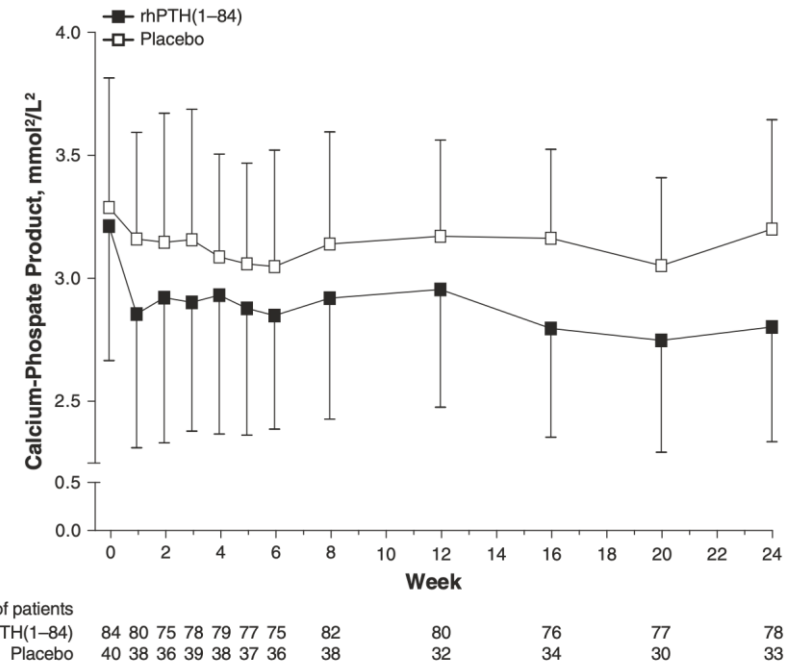 rhPTH(1–84)
Placebo
Calcium-Phospate Product, mmol²/L²
4.0
3.5
3.0
2.5
0.5
0.0
0 2 4 6 8 10 12 14 16 18 20 22 24
Week
of patients
TH(1–84) 84 80 75 78 79 77 75 82 80 76 77 78
Placebo 40 38 36 39 38 37 36 38 32 34 30 33